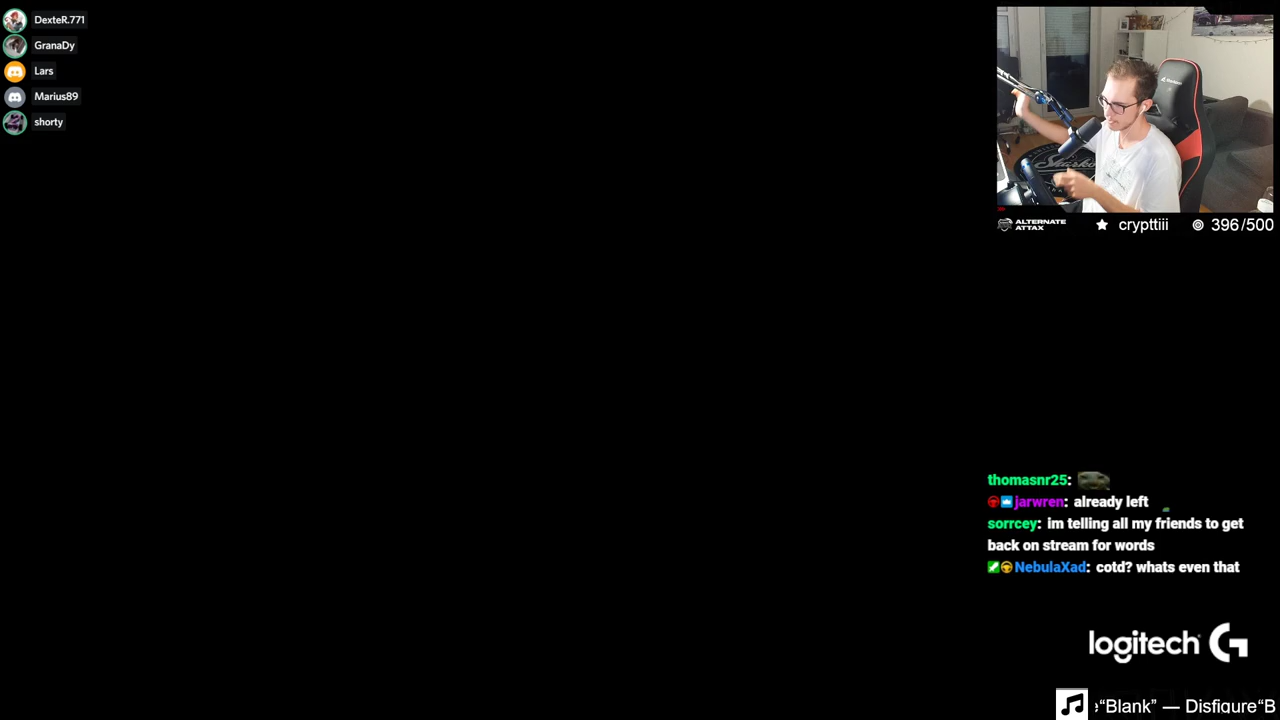 DexteR.771
GranaDy
Lars
Marius89
shorty
ALTERNATE
ATTAX
crypttiii
396/500
thomasnr25:
jarwren: already left
sorrcey: im telling all my friends to get
back on stream for words
NebulaXad: cotd? whats even that
logitech G
“Blank” — Disfigure“B